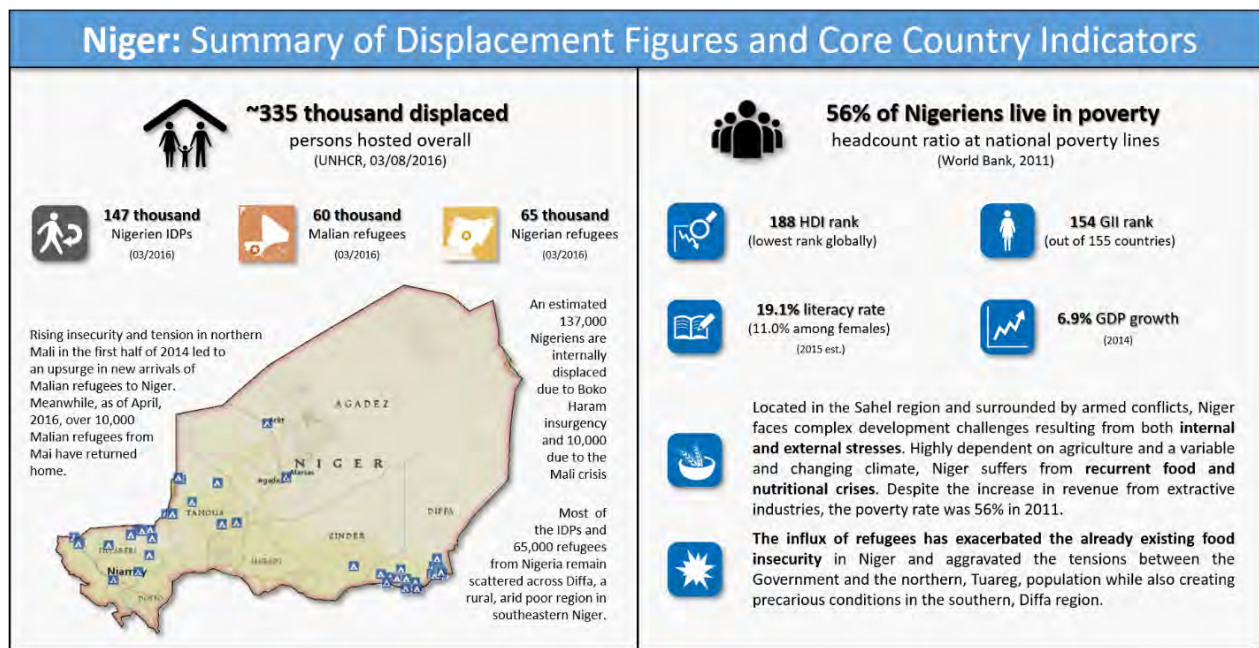 Niger: Summary of Displacement Figures and Core Country Indicators
~335 thousand displaced
persons hosted overall
(UNHCR, 03/08/2016)
147 thousand
Nigerien IDPs
(03/2016)
60 thousand
Malian refugees
(03/2016)
65 thousand
Nigerian refugees
(03/2016)
Rising insecurity and tension in northern
Mali in the first half of 2014 led to
an upsurge in new arrivals of
Malian refugees to Niger.
Meanwhile, as of April,
2016, over 10,000
Malian refugees from
Mai have returned
home.
An estimated
137,000
Nigeriens are
internally
displaced
due to Boko
Haram
insurgency
and 10,000
due to the
Mali crisis
Most of
the IDPs and
65,000 refugees
from Nigeria remain
scattered across Diffa, a
rural, arid poor region in
southeastern Niger.
AGADEZ
NIGER
TAHOUA
DIFFA
ZINDER
Niamey
56% of Nigeriens live in poverty
headcount ratio at national poverty lines
(World Bank, 2011)
188 HDI rank
(lowest rank globally)
154 GII rank
(out of 155 countries)
19.1% literacy rate
(11.0% among females)
(2015 est.)
6.9% GDP growth
(2014)
Located in the Sahel region and surrounded by armed conflicts, Niger
faces complex development challenges resulting from both internal
and external stresses. Highly dependent on agriculture and a variable
and changing climate, Niger suffers from recurrent food and
nutritional crises. Despite the increase in revenue from extractive
industries, the poverty rate was 56% in 2011.
The influx of refugees has exacerbated the already existing food
insecurity in Niger and aggravated the tensions between the
Government and the northern, Tuareg, population while also creating
precarious conditions in the southern, Diffa region.